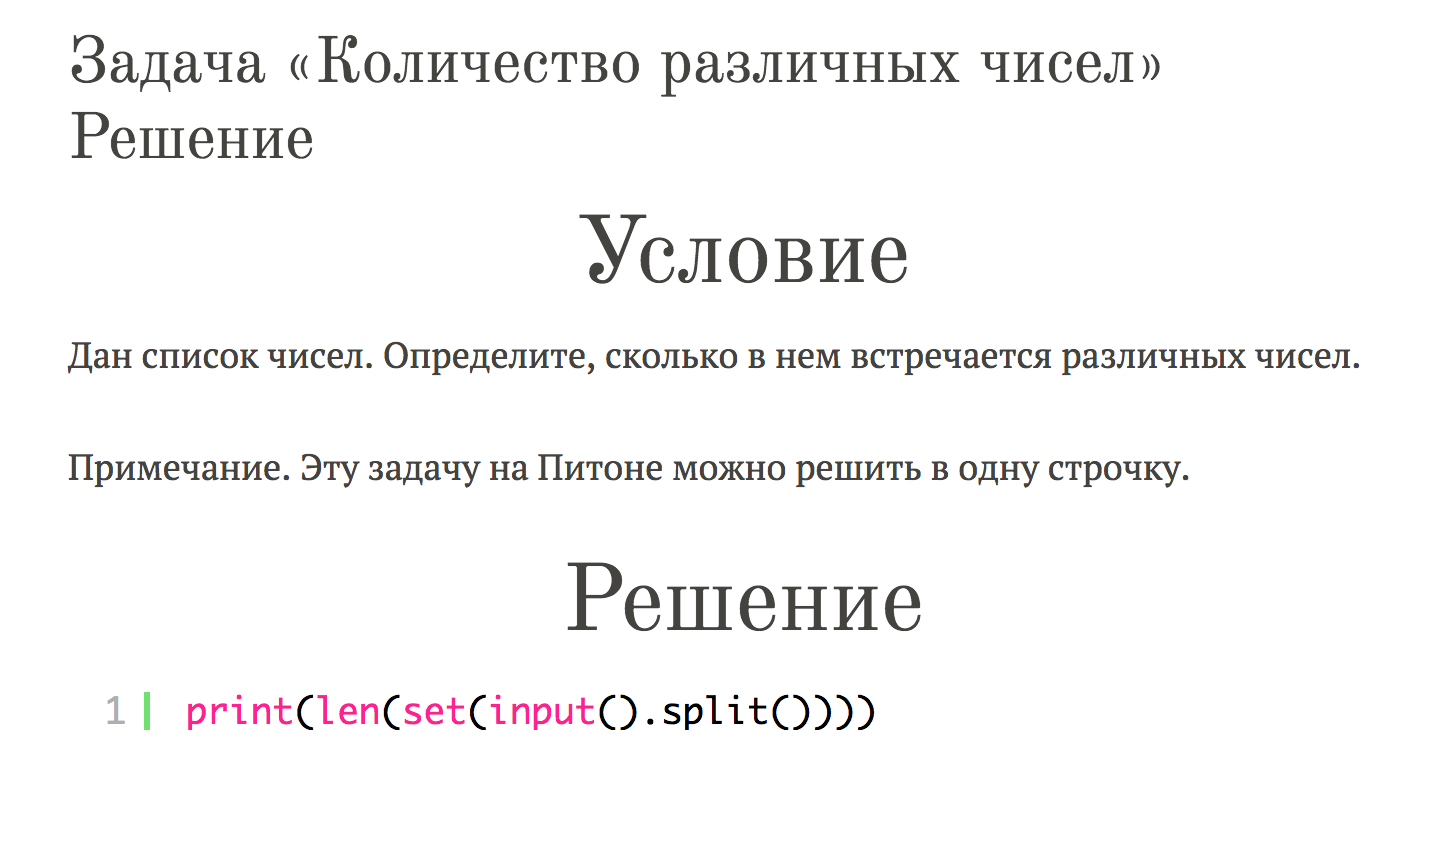 Задача «Количество различных чисел»
Решение
Условие
Дан список чисел. Определите, сколько в нем встречается различных чисел.
Примечание. Эту задачу на Питоне можно решить в одну строчку.
Решение
1 print(len(set(input().split())))